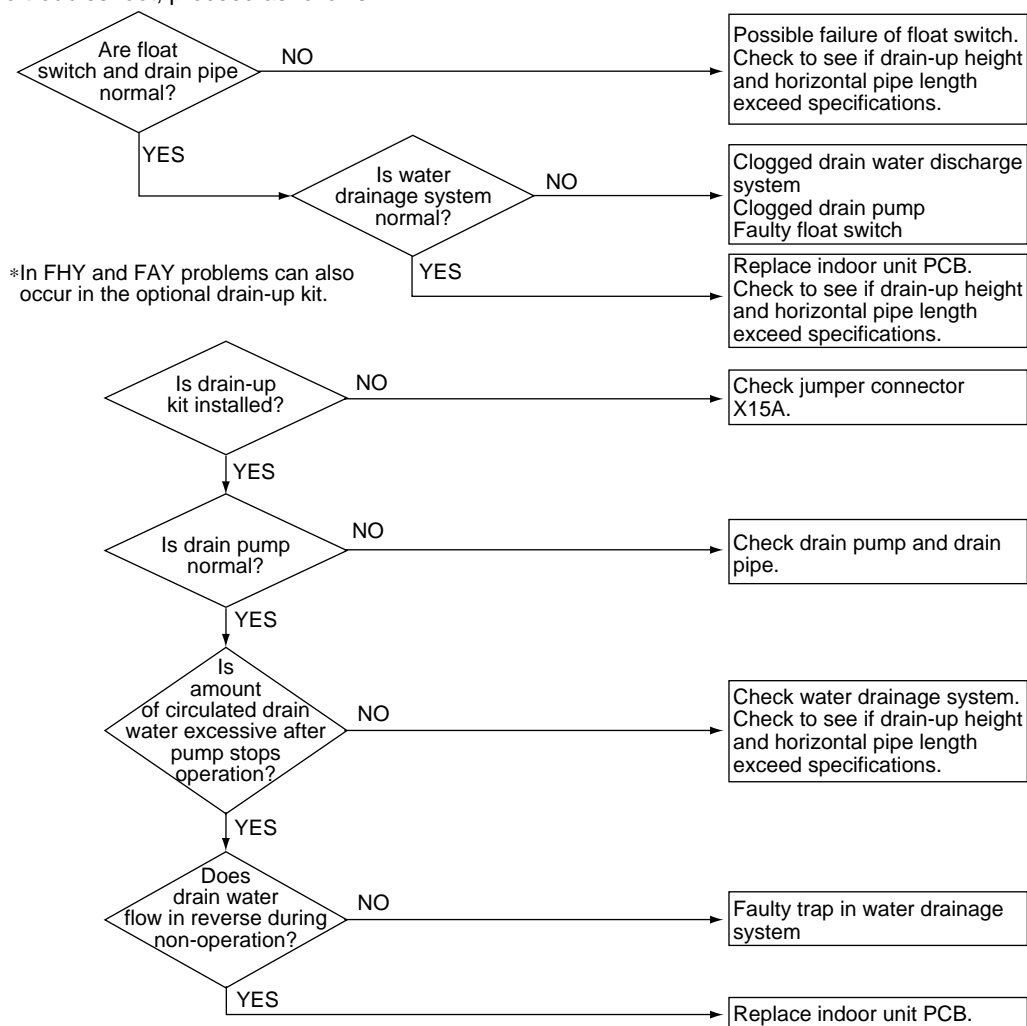 Are float
switch and drain pipe
normal?
NO
Possible failure of float switch.
Check to see if drain-up height
and horizontal pipe length
exceed specifications.
YES
Is water
drainage system
normal?
NO
Clogged drain water discharge
system
Clogged drain pump
Faulty float switch
YES
Replace indoor unit PCB.
Check to see if drain-up height
and horizontal pipe length
exceed specifications.
*In FHY and FAY problems can also
occur in the optional drain-up kit.
Is drain-up
kit installed?
NO
Check jumper connector
X15A.
YES
Is drain pump
normal?
NO
Check drain pump and drain
pipe.
YES
Is
amount
of circulated drain
water excessive after
pump stops
operation?
NO
Check water drainage system.
Check to see if drain-up height
and horizontal pipe length
exceed specifications.
YES
Does
drain water
flow in reverse during
non-operation?
NO
Faulty trap in water drainage
system
YES
Replace indoor unit PCB.